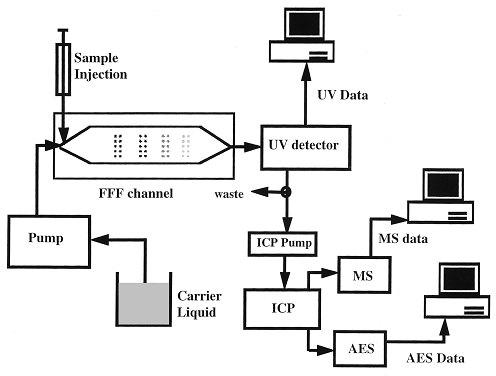 Sample
Injection
UV Data
UV detector
FFF channel
waste
Pump
ICP Pump
MS data
MS
Carrier
Liquid
ICP
AES
AES Data